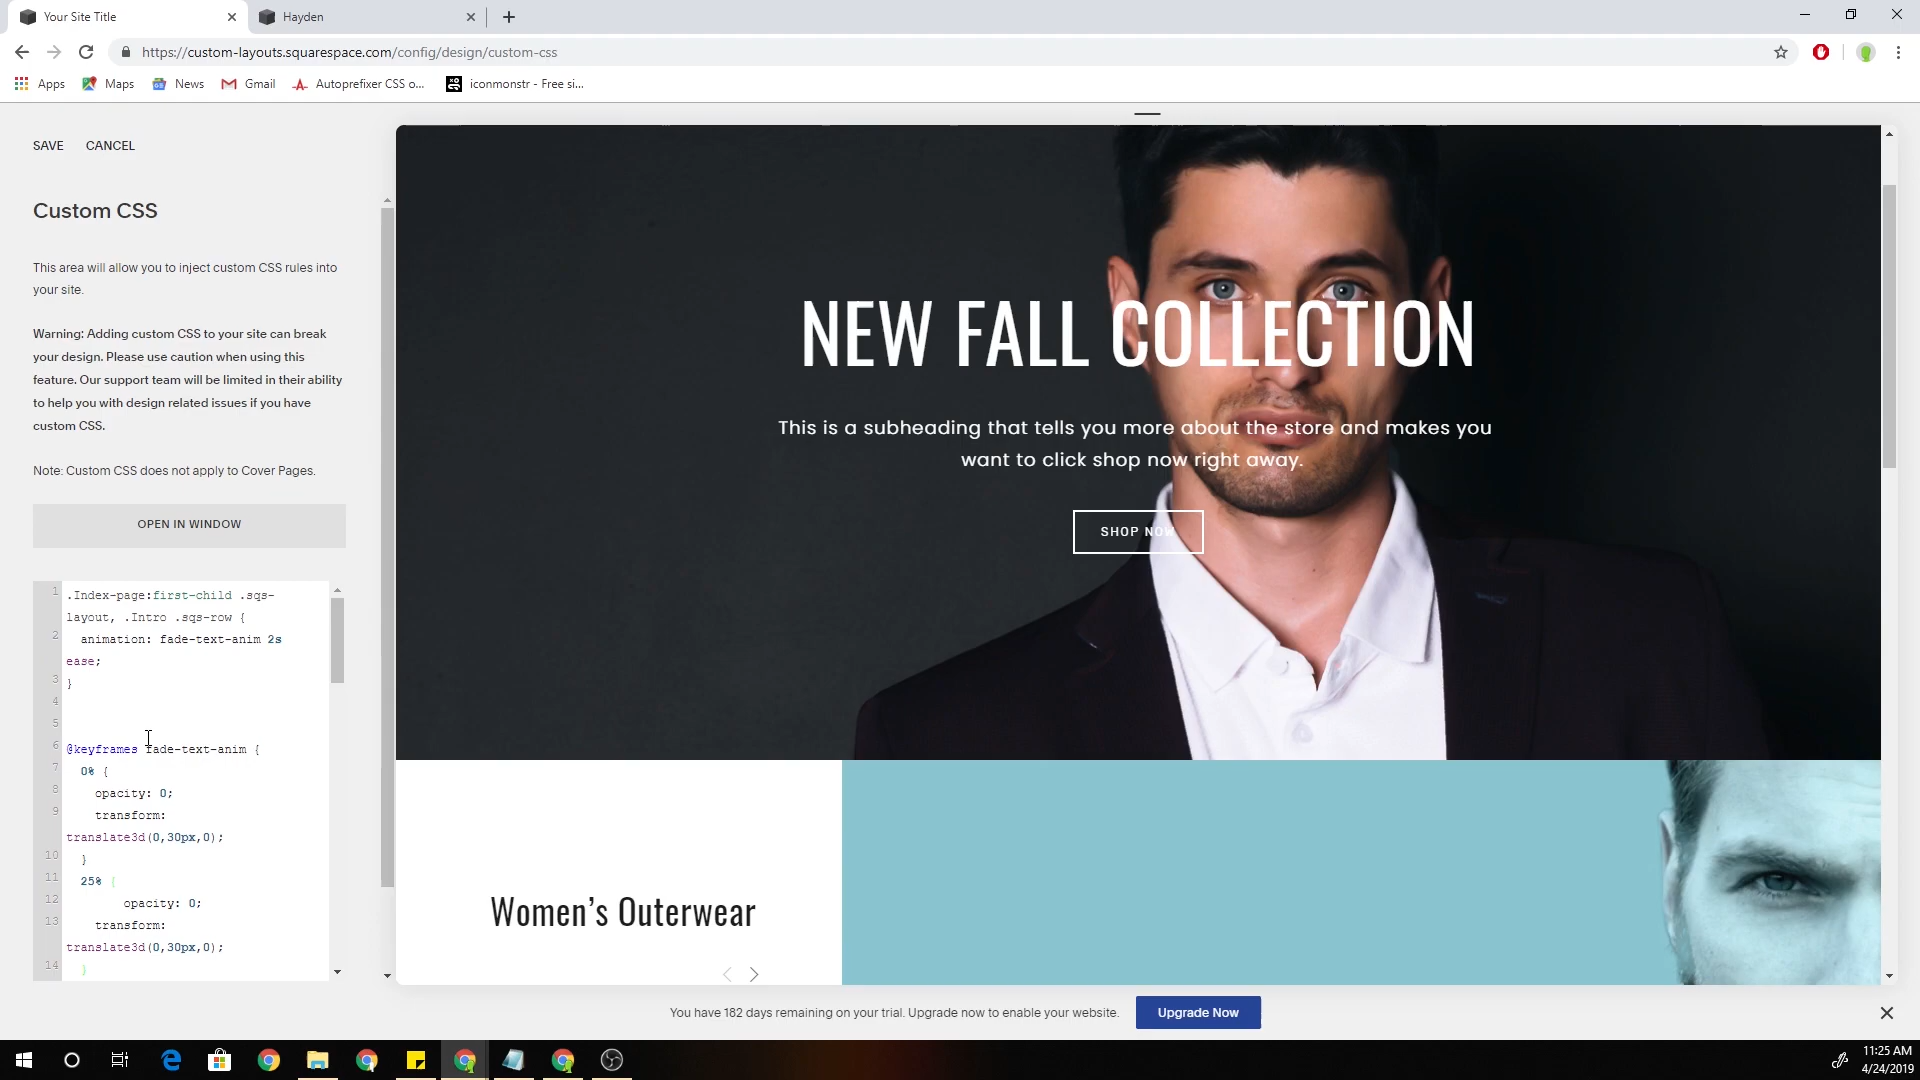 Your Site Title
Hayden
https://custom-layouts.squarespace.com/config/design/custom-css
Apps
Maps
News
Gmail
Autoprefixer CSS o...
iconmonstr - Free si...
SAVE
CANCEL
Custom CSS
This area will allow you to inject custom CSS rules into
your site.
Warning: Adding custom CSS to your site can break
your design. Please use caution when using this
feature. Our support team will be limited in their ability
to help you with design related issues if you have
custom CSS.
Note: Custom CSS does not apply to Cover Pages.
OPEN IN WINDOW
1 .Index-page:first-child .sqs-
layout, .Intro .sqs-row {
2 animation: fade-text-anim 2s
ease;
3 }
4
5
6 @keyframes fade-text-anim {
7 0% {
8 opacity: 0;
9 transform:
translate3d(0,30px,0);
10 }
11 25% {
12 opacity: 0;
13 transform:
translate3d(0,30px,0);
14 }
NEW FALL COLLECTION
This is a subheading that tells you more about the store and makes you
want to click shop now right away.
SHOP NOW
Women’s Outerwear
You have 182 days remaining on your trial. Upgrade now to enable your website.
Upgrade Now
11:25 AM
4/24/2019